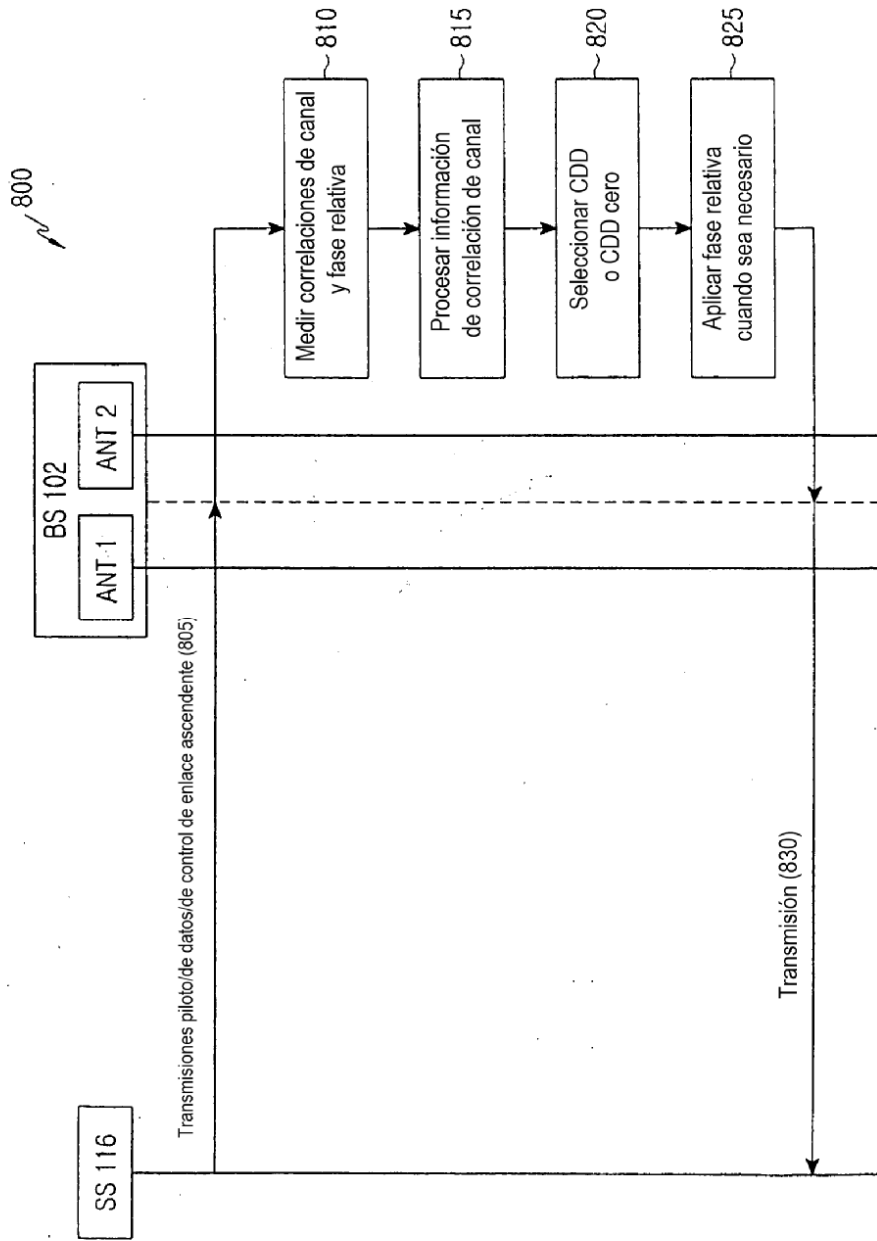 800
SS 116
BS 102
ANT 1
ANT 2
Transmisiones piloto/de datos/de control de enlace ascendente (805)
Medir correlaciones de canal
y fase relativa
810
Procesar información
de correlación de canal
815
Seleccionar CDD
o CDD cero
820
Aplicar fase relativa
cuando sea necesario
825
Transmisión (830)